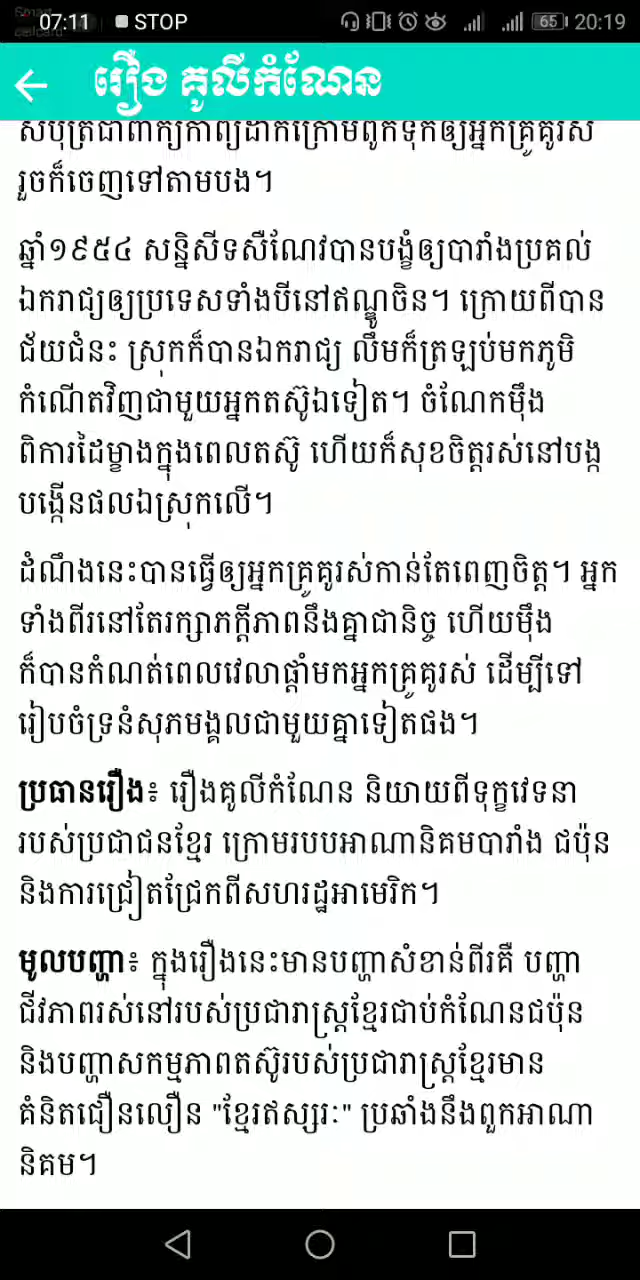 07:11 STOP 65 20:19
រឿង គូលីកំណែន
សំបុត្រជាពាក្យកាព្យដាក់ក្រោមពូកទុកឲ្យអ្នកគ្រូគូរស់
រួចក៏ចេញទៅតាមបង។
ឆ្នាំ១៩៥៤ សន្និសីទសឺណែវបានបង្ខំឲ្យបារាំងប្រគល់
ឯករាជ្យឲ្យប្រទេសទាំងបីនៅឥណ្ឌូចិន។ ក្រោយពីបាន
ជ័យជំនះ ស្រុកក៏បានឯករាជ្យ លឹមក៏ត្រឡប់មកភូមិ
កំណើតវិញជាមួយអ្នកតស៊ូឯទៀត។ ចំណែកម៉ឹង
ពិការដៃម្ខាងក្នុងពេលតស៊ូ ហើយក៏សុខចិត្តរស់នៅបង្ក
បង្កើនផលឯស្រុកលើ។
ដំណឹងនេះបានធ្វើឲ្យអ្នកគ្រូគូរស់កាន់តែពេញចិត្ត។ អ្នក
ទាំងពីរនៅតែរក្សាភក្ដីភាពនឹងគ្នាជានិច្ច ហើយម៉ឹង
ក៏បានកំណត់ពេលវេលាផ្ដាំមកអ្នកគ្រូគូរស់ ដើម្បីទៅ
រៀបចំទ្រនំសុភមង្គលជាមួយគ្នាទៀតផង។
ប្រធានរឿង៖ រឿងគូលីកំណែន និយាយពីទុក្ខវេទនា
របស់ប្រជាជនខ្មែរ ក្រោមរបបអាណានិគមបារាំង ជប៉ុន
និងការជ្រៀតជ្រែកពីសហរដ្ឋអាមេរិក។
មូលបញ្ហា៖ ក្នុងរឿងនេះមានបញ្ហាសំខាន់ពីរគឺ បញ្ហា
ជីវភាពរស់នៅរបស់ប្រជារាស្ត្រខ្មែរជាប់កំណែនជប៉ុន
និងបញ្ហាសកម្មភាពតស៊ូរបស់ប្រជារាស្ត្រខ្មែរមាន
គំនិតជឿនលឿន "ខ្មែរឥស្សរៈ" ប្រឆាំងនឹងពួកអាណា
និគម។